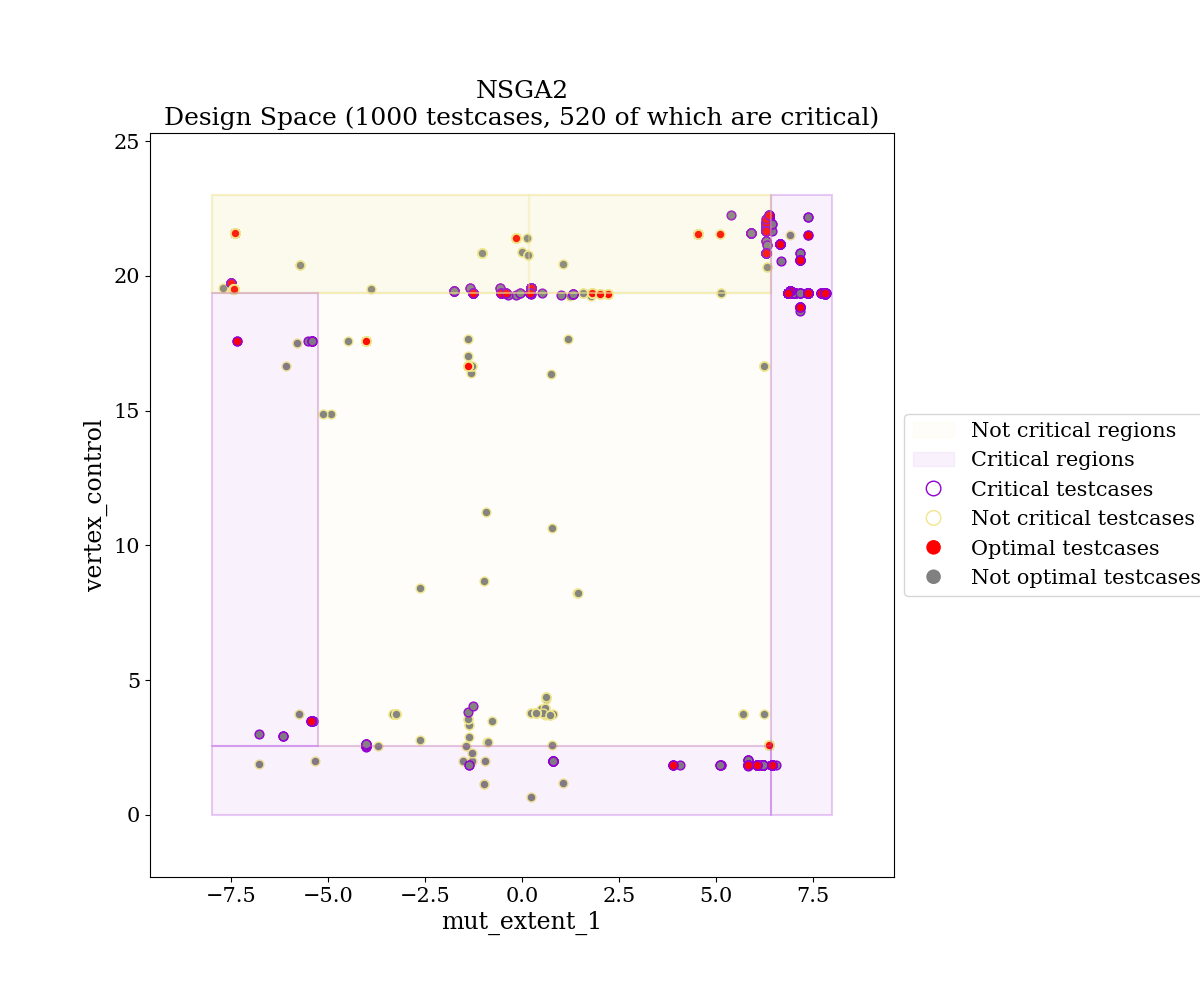 NSGA2
Design Space (1000 testcases, 520 of which are critical)
25
20
15
10
5
0
vertex_control
−7.5 −5.0 −2.5 0.0 2.5 5.0 7.5
mut_extent_1
Not critical regions
Critical regions
Critical testcases
Not critical testcases
Optimal testcases
Not optimal testcases